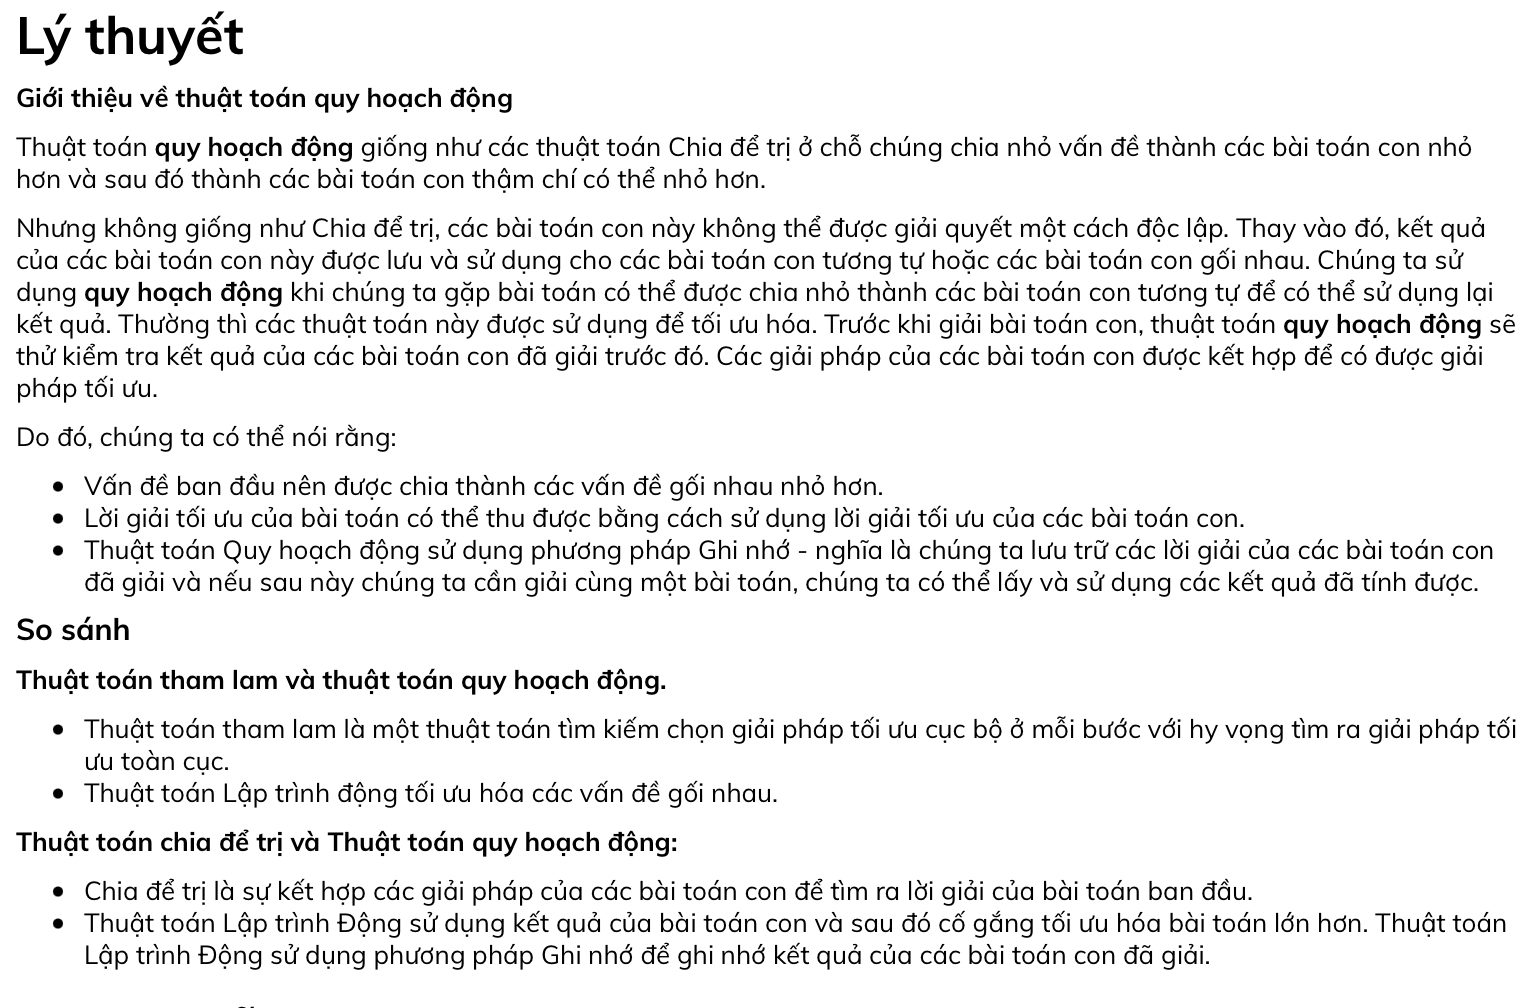 Lý thuyết
Giới thiệu về thuật toán quy hoạch động
Thuật toán quy hoạch động giống như các thuật toán Chia để trị ở chỗ chúng chia nhỏ vấn đề thành các bài toán con nhỏ
hơn và sau đó thành các bài toán con thậm chí có thể nhỏ hơn.
Nhưng không giống như Chia để trị, các bài toán con này không thể được giải quyết một cách độc lập. Thay vào đó, kết quả
của các bài toán con này được lưu và sử dụng cho các bài toán con tương tự hoặc các bài toán con gối nhau. Chúng ta sử
dụng quy hoạch động khi chúng ta gặp bài toán có thể được chia nhỏ thành các bài toán con tương tự để có thể sử dụng lại
kết quả. Thường thì các thuật toán này được sử dụng để tối ưu hóa. Trước khi giải bài toán con, thuật toán quy hoạch động sẽ
thử kiểm tra kết quả của các bài toán con đã giải trước đó. Các giải pháp của các bài toán con được kết hợp để có được giải
pháp tối ưu.
Do đó, chúng ta có thể nói rằng:
• Vấn đề ban đầu nên được chia thành các vấn đề gối nhau nhỏ hơn.
• Lời giải tối ưu của bài toán có thể thu được bằng cách sử dụng lời giải tối ưu của các bài toán con.
• Thuật toán Quy hoạch động sử dụng phương pháp Ghi nhớ - nghĩa là chúng ta lưu trữ các lời giải của các bài toán con
đã giải và nếu sau này chúng ta cần giải cùng một bài toán, chúng ta có thể lấy và sử dụng các kết quả đã tính được.
So sánh
Thuật toán tham lam và thuật toán quy hoạch động.
• Thuật toán tham lam là một thuật toán tìm kiếm chọn giải pháp tối ưu cục bộ ở mỗi bước với hy vọng tìm ra giải pháp tối
ưu toàn cục.
• Thuật toán Lập trình động tối ưu hóa các vấn đề gối nhau.
Thuật toán chia để trị và Thuật toán quy hoạch động:
• Chia để trị là sự kết hợp các giải pháp của các bài toán con để tìm ra lời giải của bài toán ban đầu.
• Thuật toán Lập trình Động sử dụng kết quả của bài toán con và sau đó cố gắng tối ưu hóa bài toán lớn hơn. Thuật toán
Lập trình Động sử dụng phương pháp Ghi nhớ để ghi nhớ kết quả của các bài toán con đã giải.